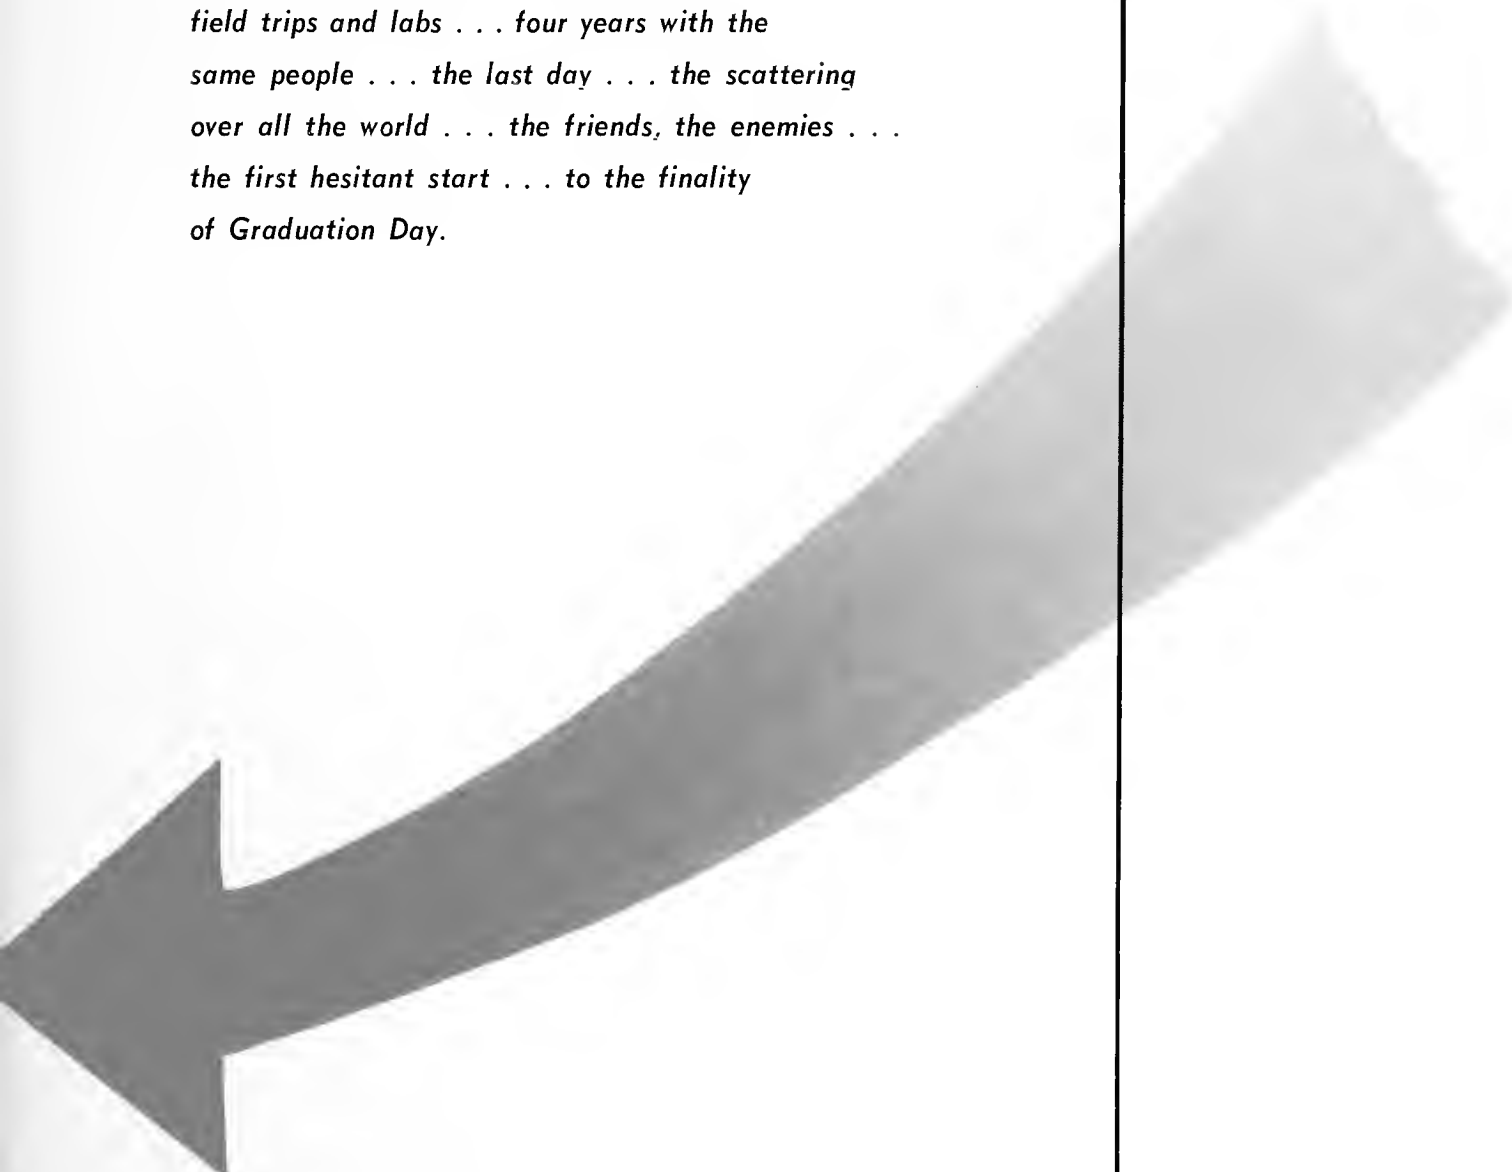 field trips and labs . . . four years with the
same people . . . the last day . . . the scattering
over all the world . . . the friends, the enemies . . .
the first hesitant start . . . to the finality
of Graduation Day.